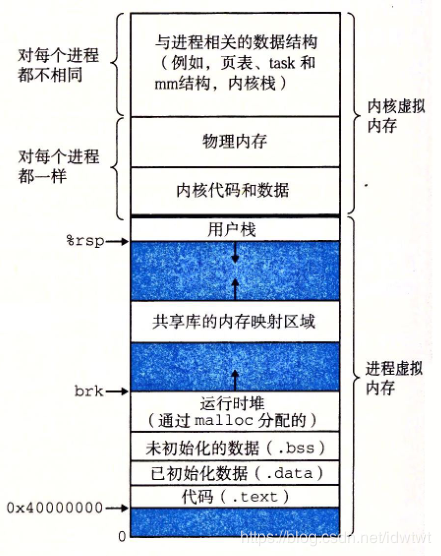 对每个进程
都不相同
与进程相关的数据结构
(例如,页表、task 和
mm结构,内核栈)
内核虚拟
内存
对每个进程
都一样
物理内存
内核代码和数据
用户栈
%rsp
共享库的内存映射区域
进程虚拟
内存
brk
运行时堆
(通过 malloc 分配的)
未初始化的数据(.bss)
已初始化数据(.data)
代码(.text)
0x40000000
0
https://blog.csdn.net/idwtwt